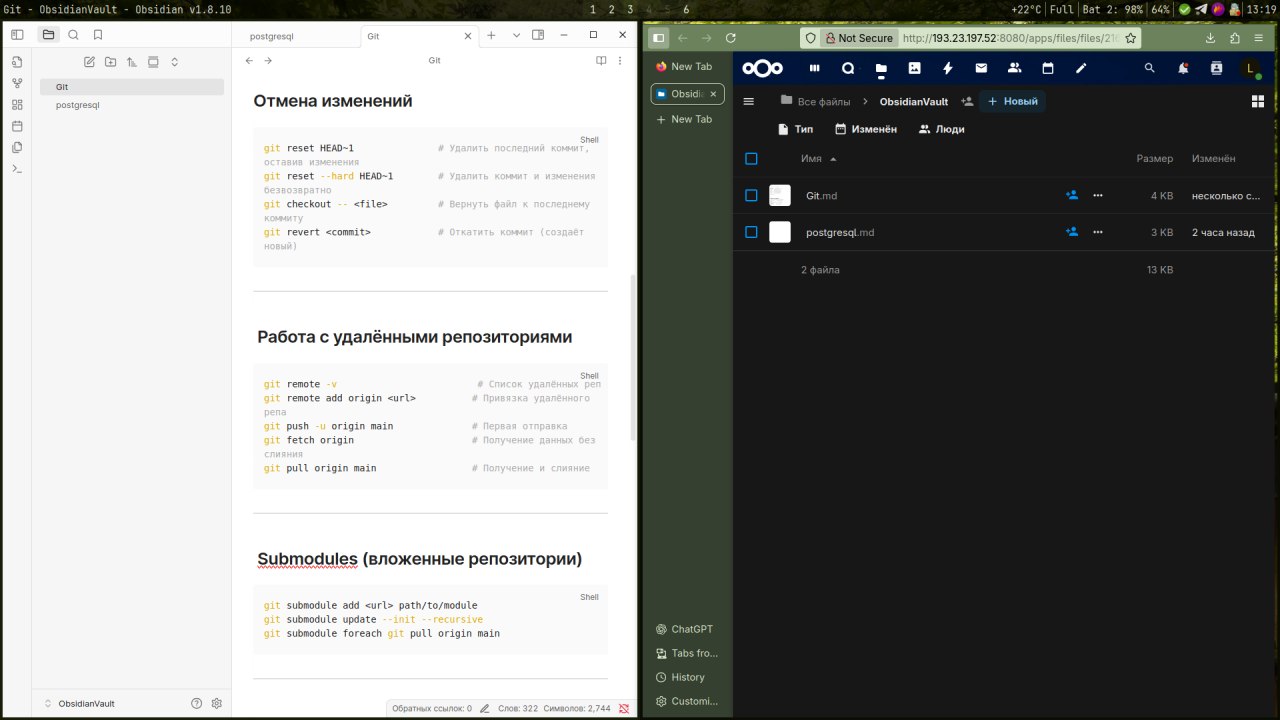 Git - ObsidianVault - Obsidian v1.8.10
1 2 3 4 5 6
+22°C | Full | Bat 2: 98% | 64% 13:19
postgresql
Git
Git
Git
postgresql
Отмена изменений
Shell
git reset HEAD~1 # Удалить последний коммит,
оставив изменения
git reset --hard HEAD~1 # Удалить коммит и изменения
безвозвратно
git checkout -- <file> # Вернуть файл к последнему
коммиту
git revert <commit> # Откатить коммит (создаёт
новый)
Работа с удалёнными репозиториями
Shell
git remote -v # Список удалённых реп
git remote add origin <url> # Привязка удалённого
репа
git push -u origin main # Первая отправка
git fetch origin # Получение данных без
слияния
git pull origin main # Получение и слияние
Submodules (вложенные репозитории)
Shell
git submodule add <url> path/to/module
git submodule update --init --recursive
git submodule foreach git pull origin main
ObsidianVault
Обратных ссылок: 0 Слов: 322 Символов: 2,744
Not Secure http://193.23.197.52:8080/apps/files/files/21
New Tab
Obsidi
New Tab
ChatGPT
Tabs fro...
History
Customi...
L
Все файлы > ObsidianVault + Новый
Тип Изменён Люди
Имя Размер Изменён
Git.md 4 KB несколько с...
postgresql.md 3 KB 2 часа назад
2 файла 13 KB